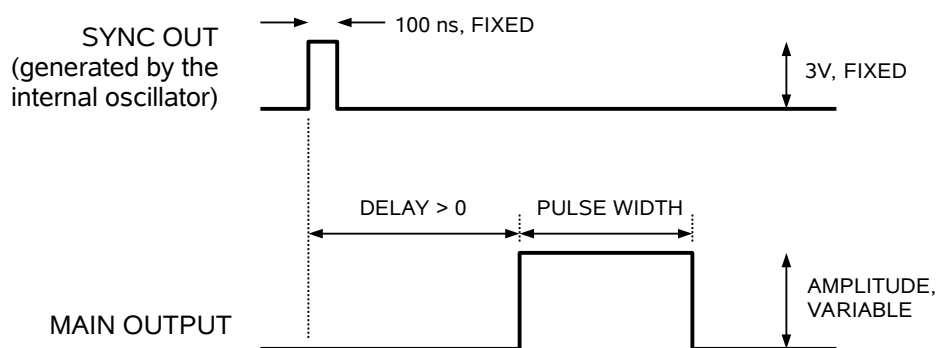 100 ns, FIXED
SYNC OUT
(generated by the
internal oscillator)
3V, FIXED
DELAY > 0
PULSE WIDTH
AMPLITUDE,
VARIABLE
MAIN OUTPUT